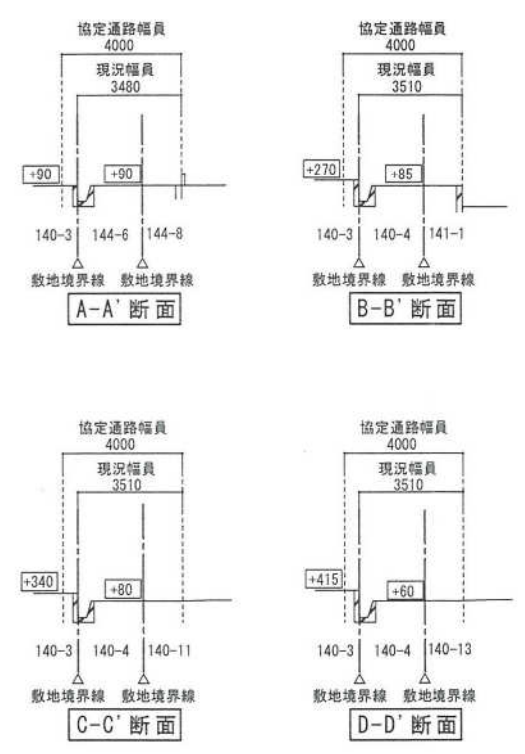 協定通路幅員
4000
現況幅員
3480
+90
+90
140-3
144-6
144-8
敷地境界線
敷地境界線
A-A'断面
協定通路幅員
4000
現況幅員
3510
+270
+85
140-3
140-4
141-1
敷地境界線
敷地境界線
B-B'断面
協定通路幅員
4000
現況幅員
3510
+340
+80
140-3
140-4
140-11
敷地境界線
敷地境界線
C-C'断面
協定通路幅員
4000
現況幅員
3510
+415
+60
140-3
140-4
140-13
敷地境界線
敷地境界線
D-D'断面